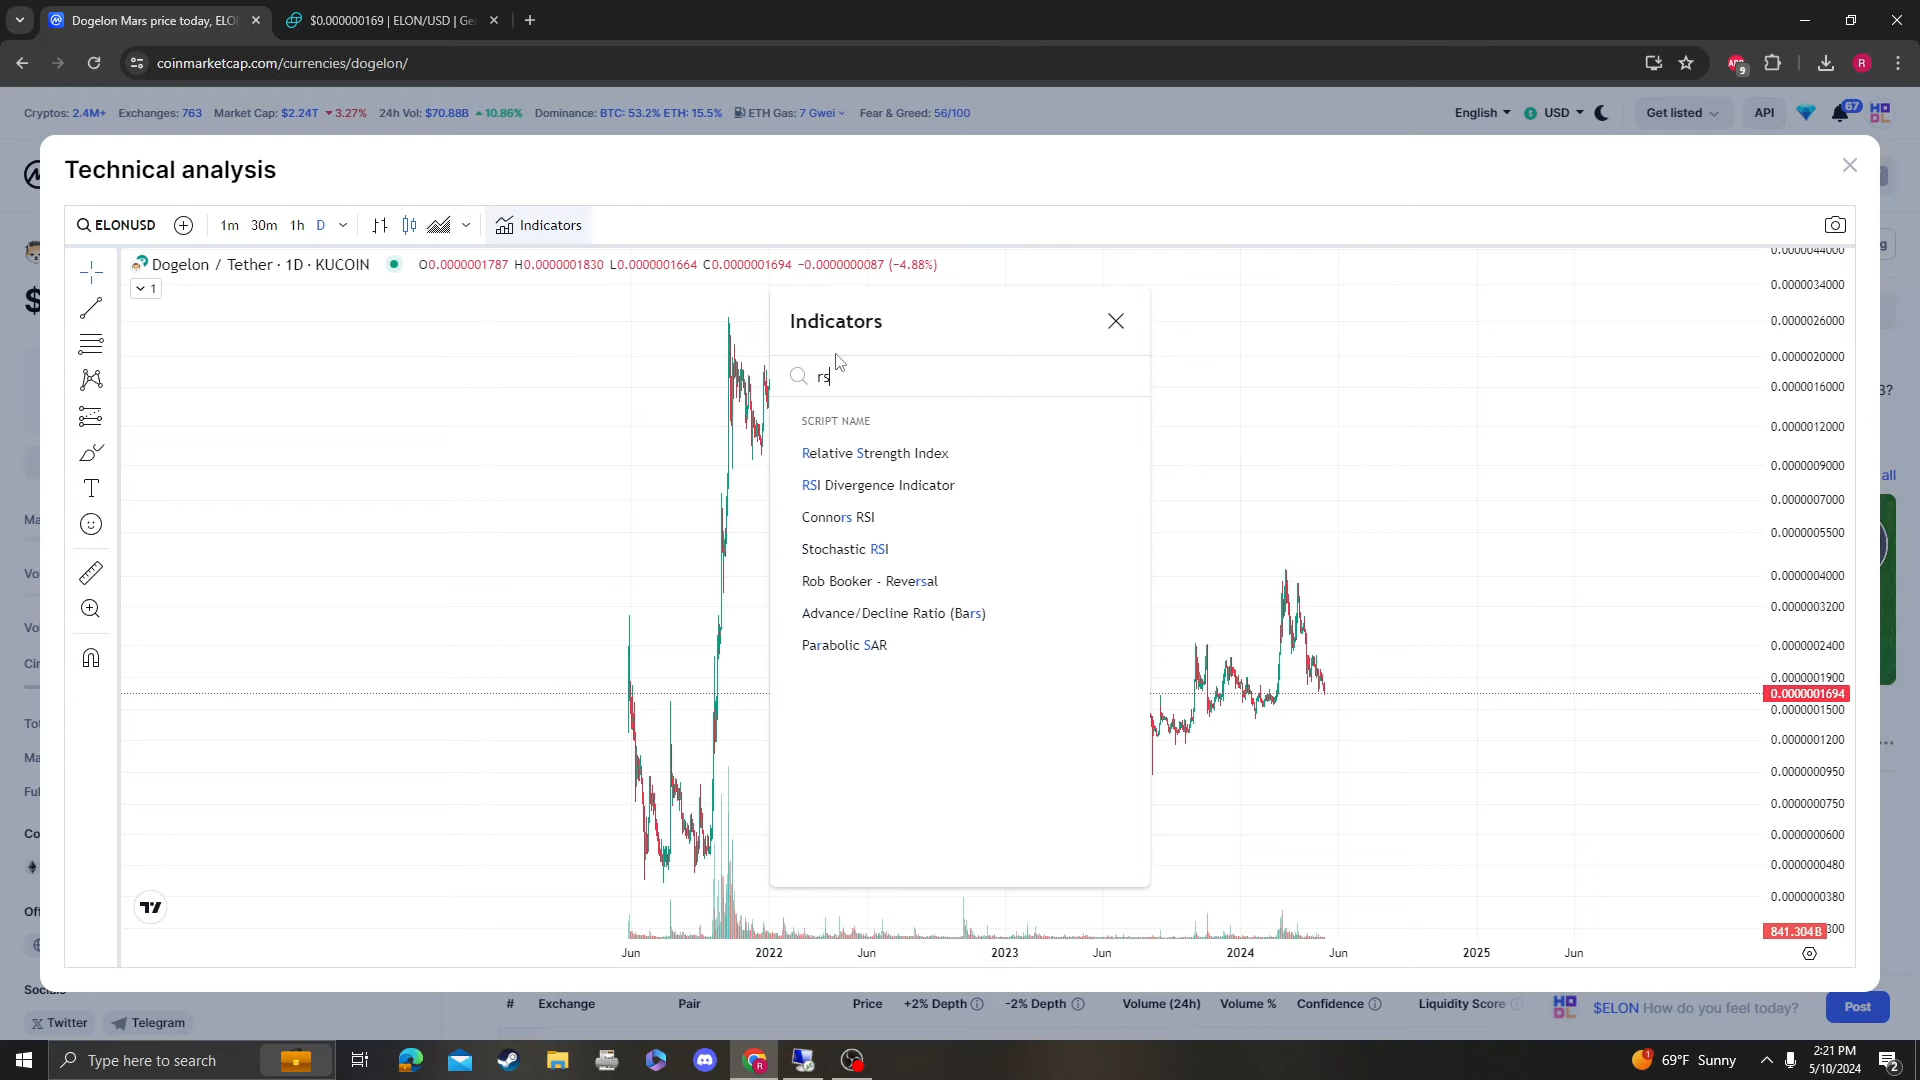 Dogelon Mars price today, ELO
$0.000000169 | ELON/USD | Ge
coinmarketcap.com/currencies/dogelon/
Cryptos: 2.4M+ Exchanges: 763 Market Cap: $2.24T 3.27% 24h Vol: $70.88B 10.86% Dominance: BTC: 53.2% ETH: 15.5% ETH Gas: 7 Gwei Fear & Greed: 56/100 English USD Get listed API 67
Technical analysis
ELONUSD 1m 30m 1h D Indicators
Dogelon / Tether · 1D · KUCOIN O0.0000001787 H0.0000001830 L0.0000001664 C0.0000001694 −0.0000000087 (−4.88%)
1
Indicators
rs
SCRIPT NAME
Relative Strength Index
RSI Divergence Indicator
Connors RSI
Stochastic RSI
Rob Booker - Reversal
Advance/Decline Ratio (Bars)
Parabolic SAR
0.0000044000
0.0000034000
0.0000026000
0.0000020000
0.0000016000
0.0000012000
0.0000009000
0.0000007000
0.0000005500
0.0000004000
0.0000003200
0.0000002400
0.0000001900
0.0000001694
0.0000001500
0.0000001200
0.0000000950
0.0000000750
0.0000000600
0.0000000480
0.0000000380
841.304B
Jun 2022 Jun 2023 Jun 2024 Jun 2025 Jun
# Exchange Pair Price +2% Depth -2% Depth Volume (24h) Volume % Confidence Liquidity Score
$ELON How do you feel today? Post
Twitter Telegram
Type here to search
69°F Sunny
2:21 PM
5/10/2024
2